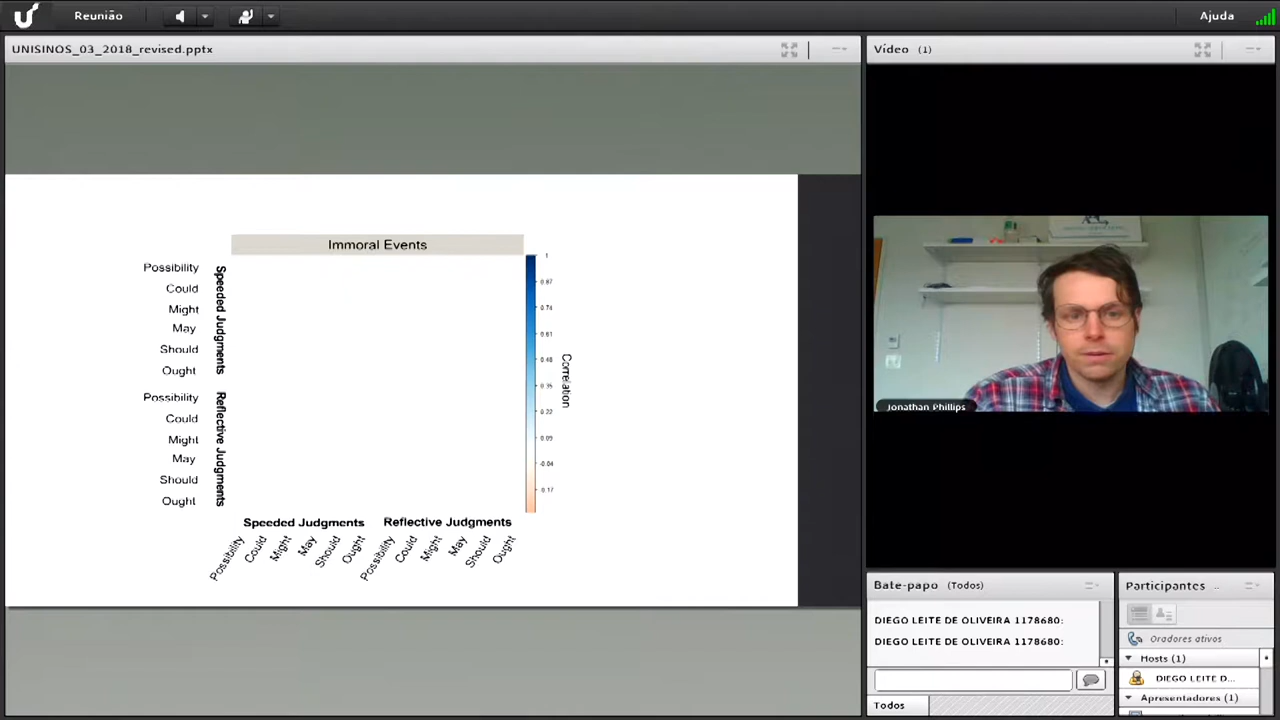 Reunião
Ajuda
UNISINOS_03_2018_revised.pptx
Immoral Events
Possibility
Could
Might
May
Should
Ought
Speeded Judgments
Possibility
Could
Might
May
Should
Ought
Reflective Judgments
1
0.87
0.74
0.61
0.48
0.35
0.22
0.09
-0.04
-0.17
Correlation
Speeded Judgments Reflective Judgments
Possibility Could Might May Should Ought Possibility Could Might May Should Ought
Vídeo (1)
Jonathan Phillips
Bate-papo (Todos)
DIEGO LEITE DE OLIVEIRA 1178680:
DIEGO LEITE DE OLIVEIRA 1178680:
Todos
Participantes ..
Oradores ativos
Hosts (1)
DIEGO LEITE D...
Apresentadores (1)